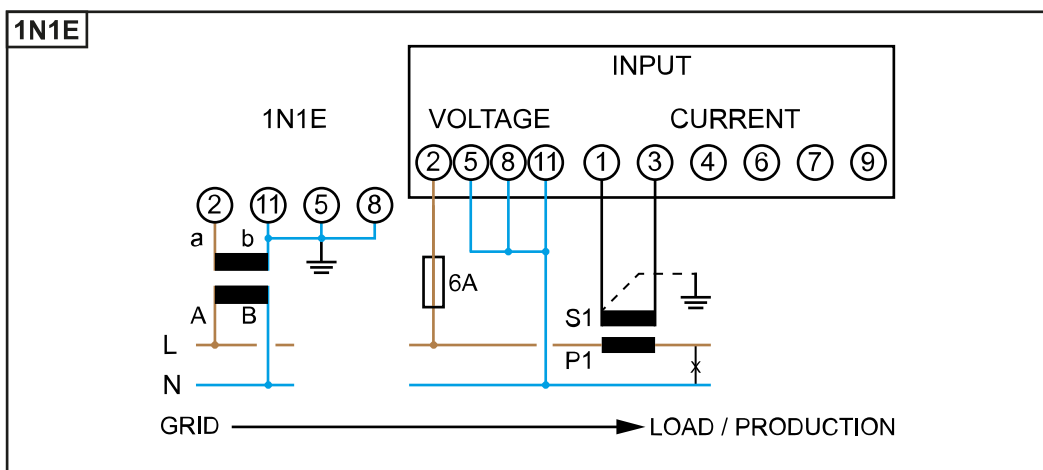 1N1E
INPUT
1N1E
VOLTAGE
CURRENT
2 5 8 11 1 3 4 6 7 9
2 11 5 8
a b
6A
A B
S1
L
P1
N
x
GRID
LOAD / PRODUCTION